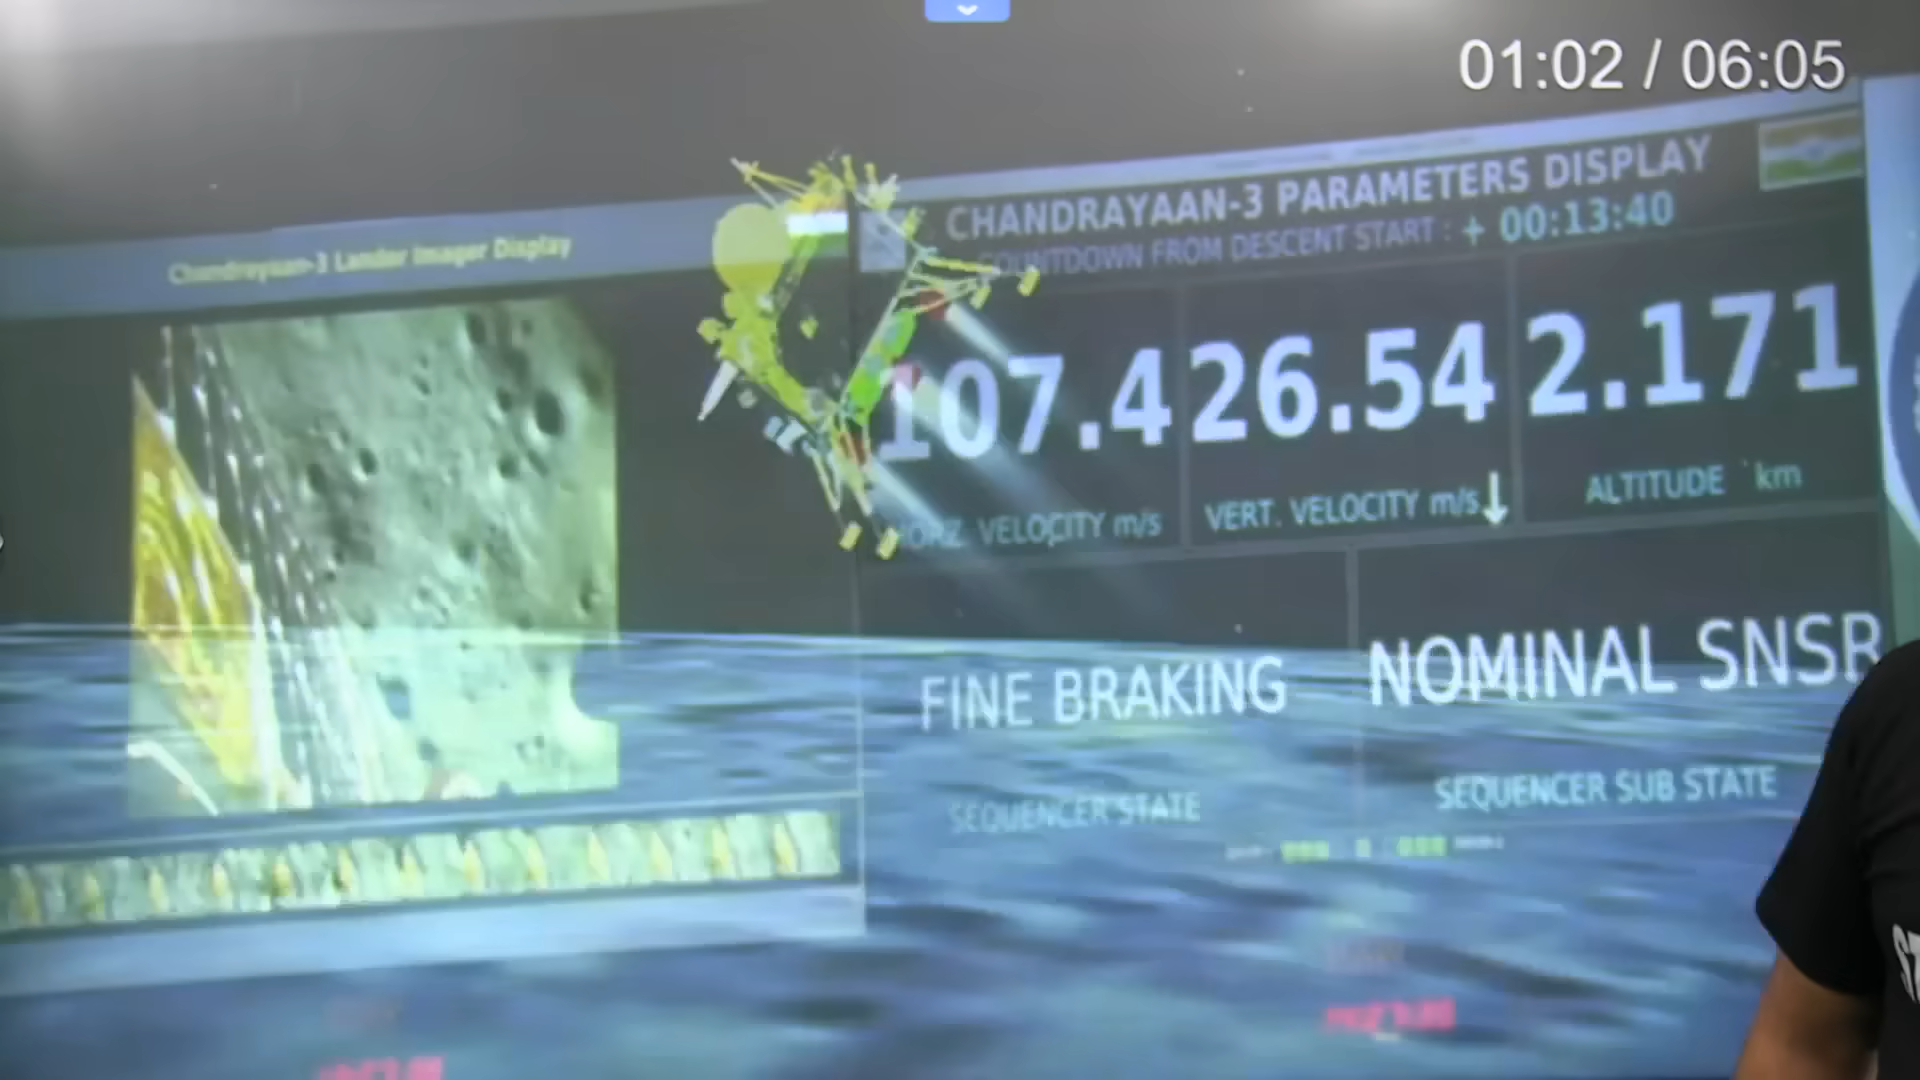 01:02 / 06:05
Chandrayaan-3 Lander Imager Display
CHANDRAYAAN-3 PARAMETERS DISPLAY
COUNTDOWN FROM DESCENT START : + 00:13:40
107.4
26.54
2.171
HORZ. VELOCITY m/s
VERT. VELOCITY m/s
ALTITUDE km
FINE BRAKING
NOMINAL SNSR
SEQUENCER STATE
SEQUENCER SUB STATE